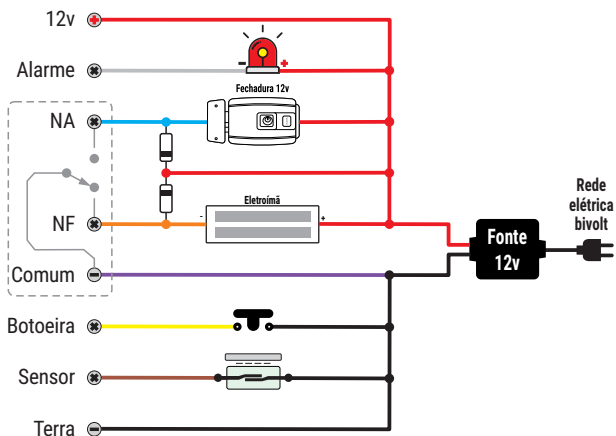 12v
Alarme
- +
Fechadura 12v
NA
Eletroímã
- +
NF
Rede
elétrica
bivolt
Fonte
12v
Comum
Botoeira
Sensor
Terra